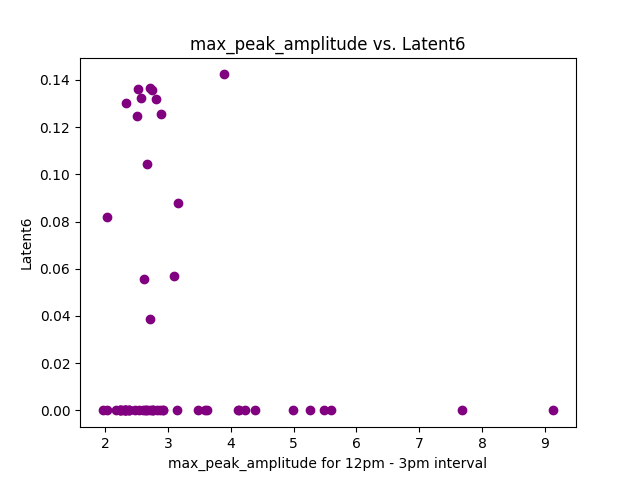 max_peak_amplitude vs. Latent6
0.14
0.12
0.10
0.08
0.06
0.04
0.02
0.00
Latent6
2 3 4 5 6 7 8 9
max_peak_amplitude for 12pm - 3pm interval